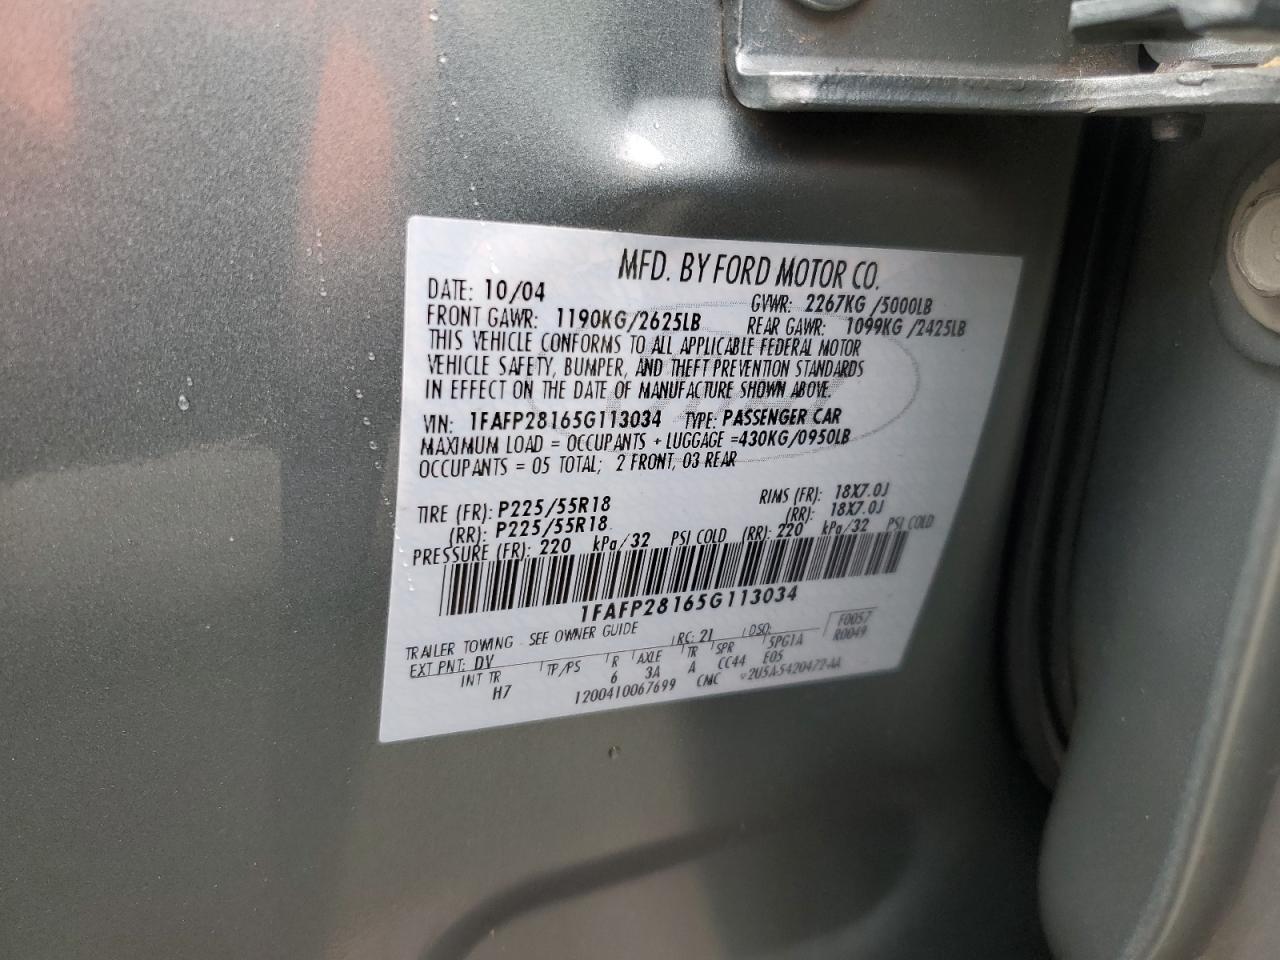 MFD. BY FORD MOTOR CO.
DATE: 10/04 GVWR: 2267KG /5000LB
FRONT GAWR: 1190KG/2625LB REAR GAWR: 1099KG /2425LB
THIS VEHICLE CONFORMS TO ALL APPLICABLE FEDERAL MOTOR
VEHICLE SAFETY, BUMPER, AND THEFT PREVENTION STANDARDS
IN EFFECT ON THE DATE OF MANUFACTURE SHOWN ABOVE.
VIN: 1FAFP28165G113034 TYPE: PASSENGER CAR
MAXIMUM LOAD = OCCUPANTS + LUGGAGE =430KG/0950LB
OCCUPANTS = 05 TOTAL; 2 FRONT, 03 REAR
TIRE (FR): P225/55R18 RIMS (FR): 18X7.0J
(RR): P225/55R18 (RR): 18X7.0J
PRESSURE (FR): 220 kPa/32 PSI COLD (RR): 220 kPa/32 PSI COLD
1FAFP28165G113034
TRAILER TOWING - SEE OWNER GUIDE F0057
EXT PNT: DV RC: 21 DSO: R0049
INT TR TP/PS R AXLE TR SPR 5PG1A
H7 6 3A A CC44 E05
1200410067699 CMC 2U5A-5420472-AA